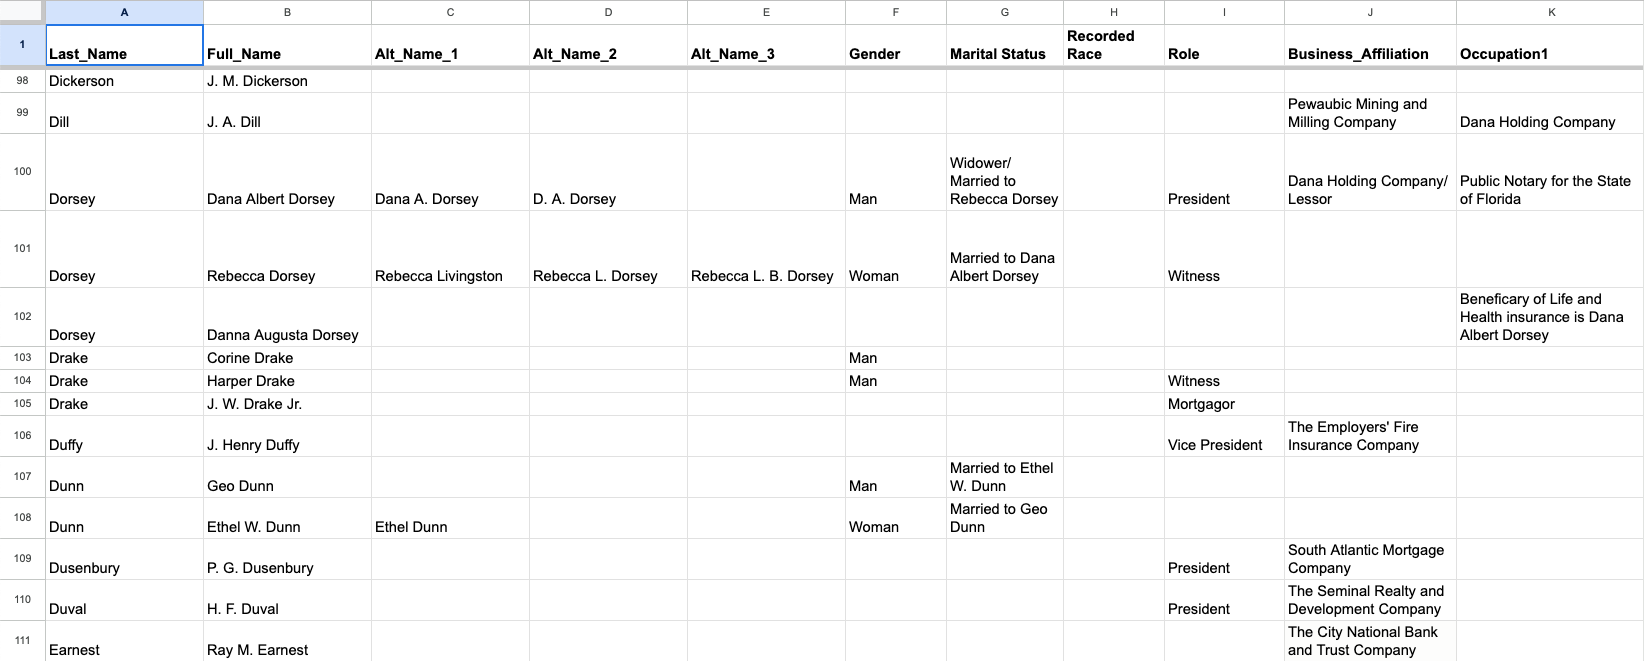 A B C D E F G H I J K
1 Last_Name Full_Name Alt_Name_1 Alt_Name_2 Alt_Name_3 Gender Marital Status Recorded Race Role Business_Affiliation Occupation1
98 Dickerson J. M. Dickerson
99 Dill J. A. Dill Pewaubic Mining and Milling Company Dana Holding Company
100 Dorsey Dana Albert Dorsey Dana A. Dorsey D. A. Dorsey Man Widower/ Married to Rebecca Dorsey President Dana Holding Company/ Lessor Public Notary for the State of Florida
101 Dorsey Rebecca Dorsey Rebecca Livingston Rebecca L. Dorsey Rebecca L. B. Dorsey Woman Married to Dana Albert Dorsey Witness
102 Dorsey Danna Augusta Dorsey Beneficary of Life and Health insurance is Dana Albert Dorsey
103 Drake Corine Drake Man
104 Drake Harper Drake Man Witness
105 Drake J. W. Drake Jr. Mortgagor
106 Duffy J. Henry Duffy Vice President The Employers' Fire Insurance Company
107 Dunn Geo Dunn Man Married to Ethel W. Dunn
108 Dunn Ethel W. Dunn Ethel Dunn Woman Married to Geo Dunn
109 Dusenbury P. G. Dusenbury President South Atlantic Mortgage Company
110 Duval H. F. Duval President The Seminal Realty and Development Company
111 Earnest Ray M. Earnest The City National Bank and Trust Company